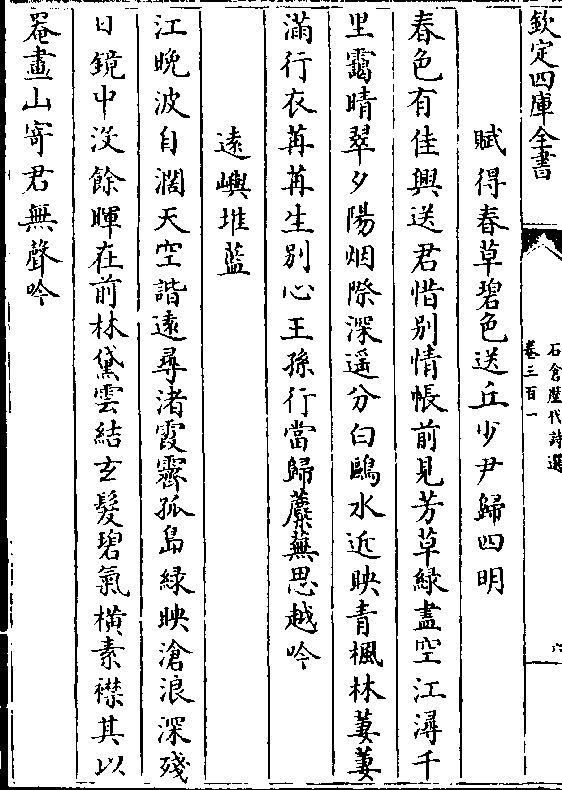 欽定四庫全書
石倉歷代詩選
卷三百一
六
賦得春草碧色送丘少尹歸四明
春色有佳興送君惜别情帳前見芳草綠盡空江潯千
里靄晴翠夕陽烟際深遥分白鷗水近映青楓林萋萋
滿行衣苒苒生别心王孫行當歸蘼蕪思越吟
遠嶼堆藍
江晚波自濶天空諧遠尋渚霞霽孤島緑映滄浪深殘
日鏡中沒餘暉在前林黛雲結玄髮碧氣橫素襟其以
罨畫山寄君無聲吟